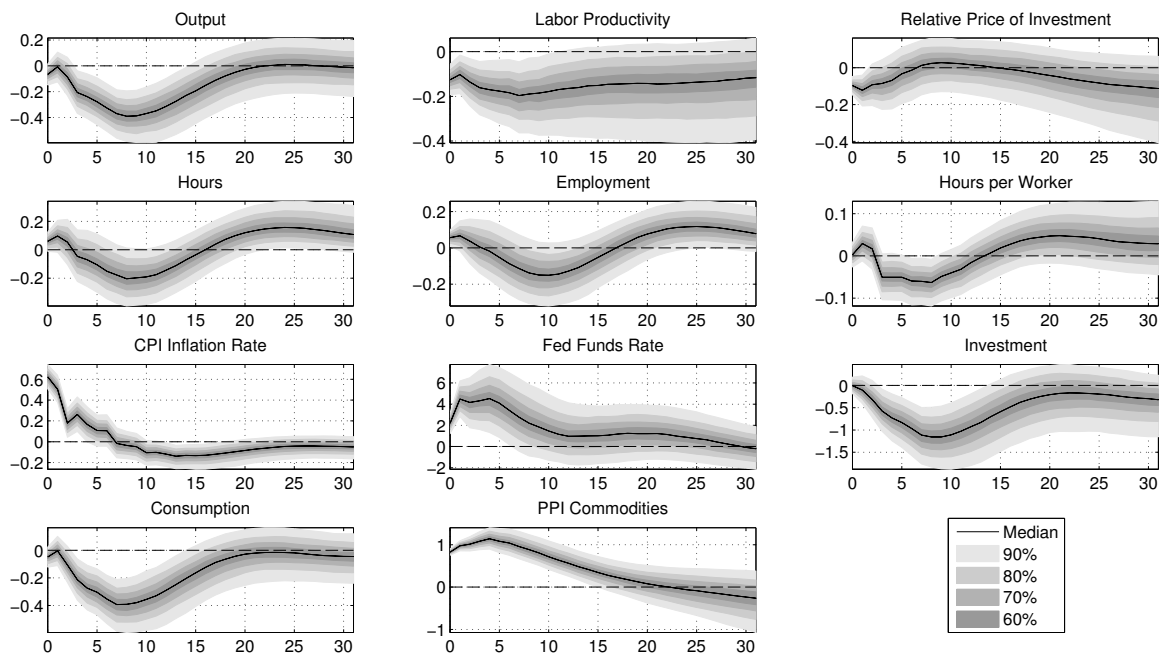 Output
0.2
0
−0.2
−0.4
0 5 10 15 20 25 30
Labor Productivity
0
−0.2
−0.4
0 5 10 15 20 25 30
Relative Price of Investment
0
−0.2
−0.4
0 5 10 15 20 25 30
Hours
0.2
0
−0.2
0 5 10 15 20 25 30
Employment
0.2
0
−0.2
0 5 10 15 20 25 30
Hours per Worker
0.1
0
−0.1
0 5 10 15 20 25 30
CPI Inflation Rate
0.6
0.4
0.2
0
−0.2
0 5 10 15 20 25 30
Fed Funds Rate
6
4
2
0
−2
0 5 10 15 20 25 30
Investment
0
−0.5
−1
−1.5
0 5 10 15 20 25 30
Consumption
0
−0.2
−0.4
0 5 10 15 20 25 30
PPI Commodities
1
0
−1
0 5 10 15 20 25 30
Median
90%
80%
70%
60%